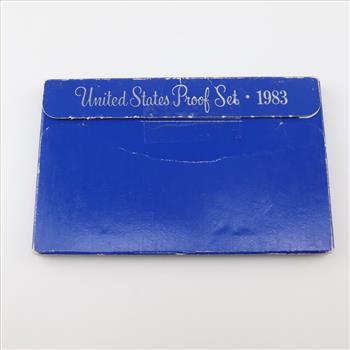 United States Proof Set · 1983